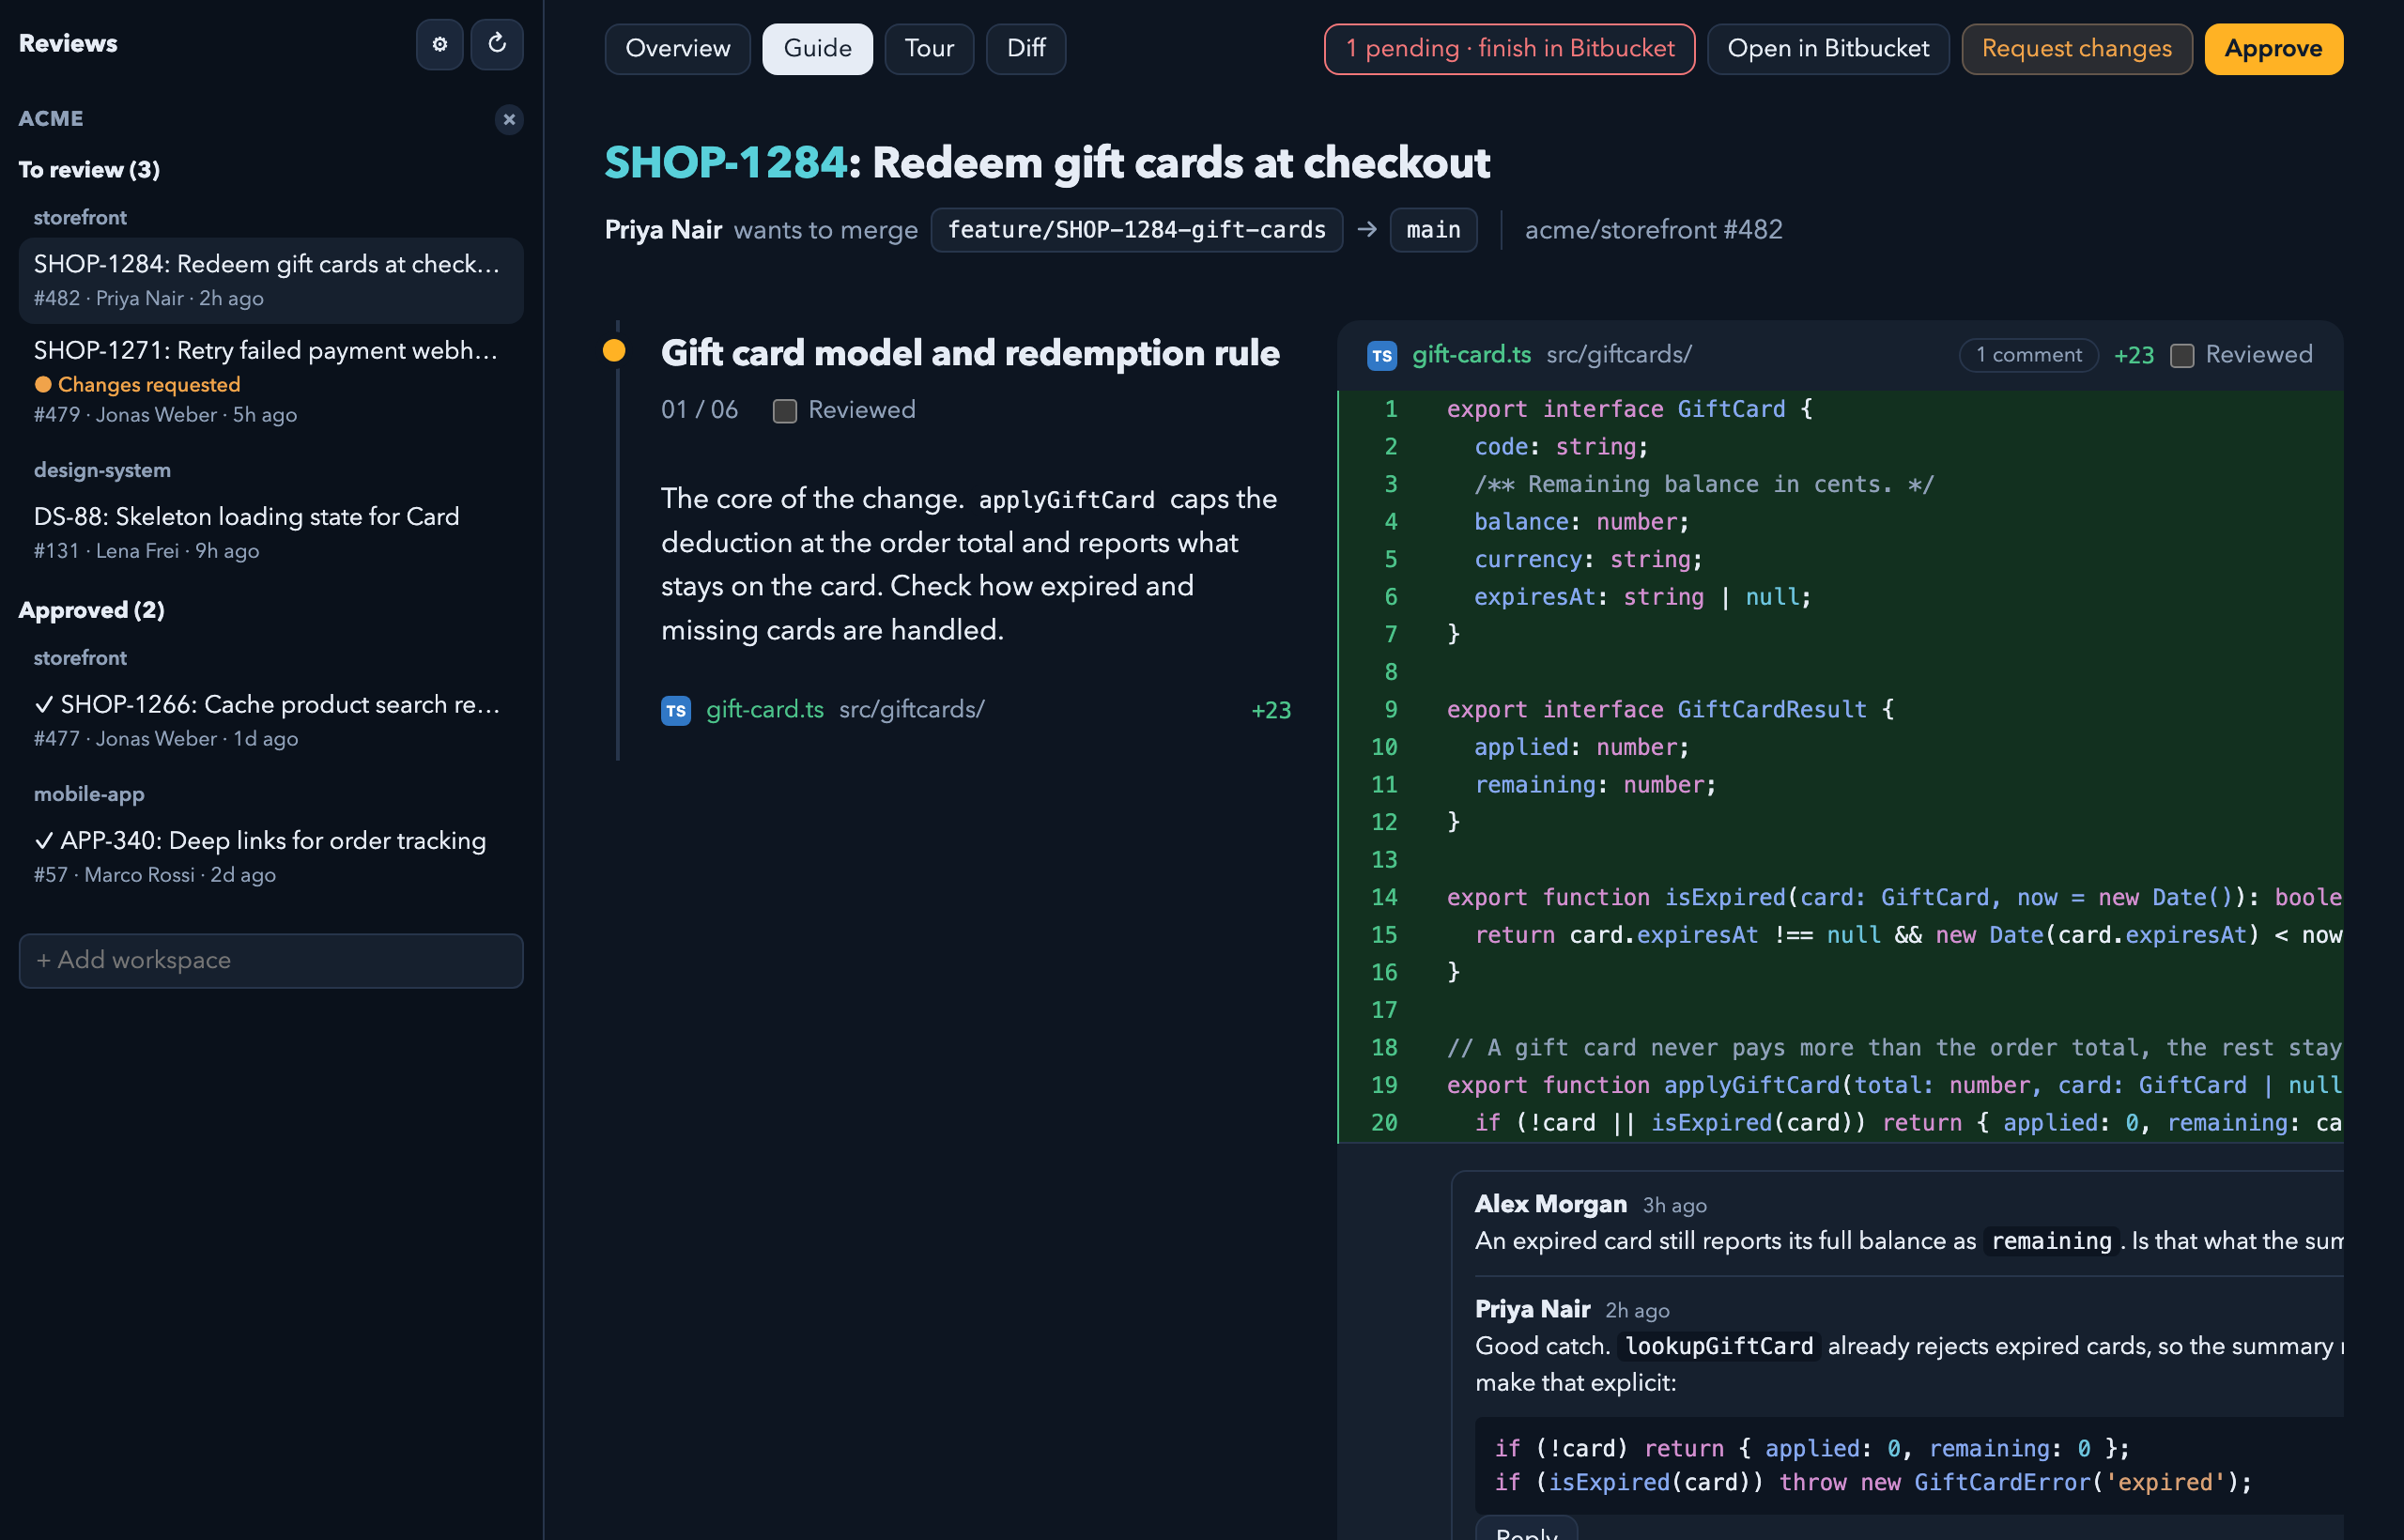 Reviews
ACME
To review (3)
storefront
SHOP-1284: Redeem gift cards at check…
#482 · Priya Nair · 2h ago
SHOP-1271: Retry failed payment webh…
Changes requested
#479 · Jonas Weber · 5h ago
design-system
DS-88: Skeleton loading state for Card
#131 · Lena Frei · 9h ago
Approved (2)
storefront
✓ SHOP-1266: Cache product search re…
#477 · Jonas Weber · 1d ago
mobile-app
✓ APP-340: Deep links for order tracking
#57 · Marco Rossi · 2d ago
+ Add workspace
Overview Guide Tour Diff
1 pending · finish in Bitbucket Open in Bitbucket Request changes Approve
SHOP-1284: Redeem gift cards at checkout
Priya Nair wants to merge feature/SHOP-1284-gift-cards → main acme/storefront #482
Gift card model and redemption rule
01 / 06 Reviewed
The core of the change. applyGiftCard caps the
deduction at the order total and reports what
stays on the card. Check how expired and
missing cards are handled.
TS gift-card.ts src/giftcards/ +23
TS gift-card.ts src/giftcards/ 1 comment +23 Reviewed
1 export interface GiftCard {
2 code: string;
3 /** Remaining balance in cents. */
4 balance: number;
5 currency: string;
6 expiresAt: string | null;
7 }
8
9 export interface GiftCardResult {
10 applied: number;
11 remaining: number;
12 }
13
14 export function isExpired(card: GiftCard, now = new Date()): boole
15 return card.expiresAt !== null && new Date(card.expiresAt) < now
16 }
17
18 // A gift card never pays more than the order total, the rest stay
19 export function applyGiftCard(total: number, card: GiftCard | null
20 if (!card || isExpired(card)) return { applied: 0, remaining: ca
Alex Morgan 3h ago
An expired card still reports its full balance as remaining. Is that what the sum
Priya Nair 2h ago
Good catch. lookupGiftCard already rejects expired cards, so the summary
make that explicit:
if (!card) return { applied: 0, remaining: 0 };
if (isExpired(card)) throw new GiftCardError('expired');
Reply